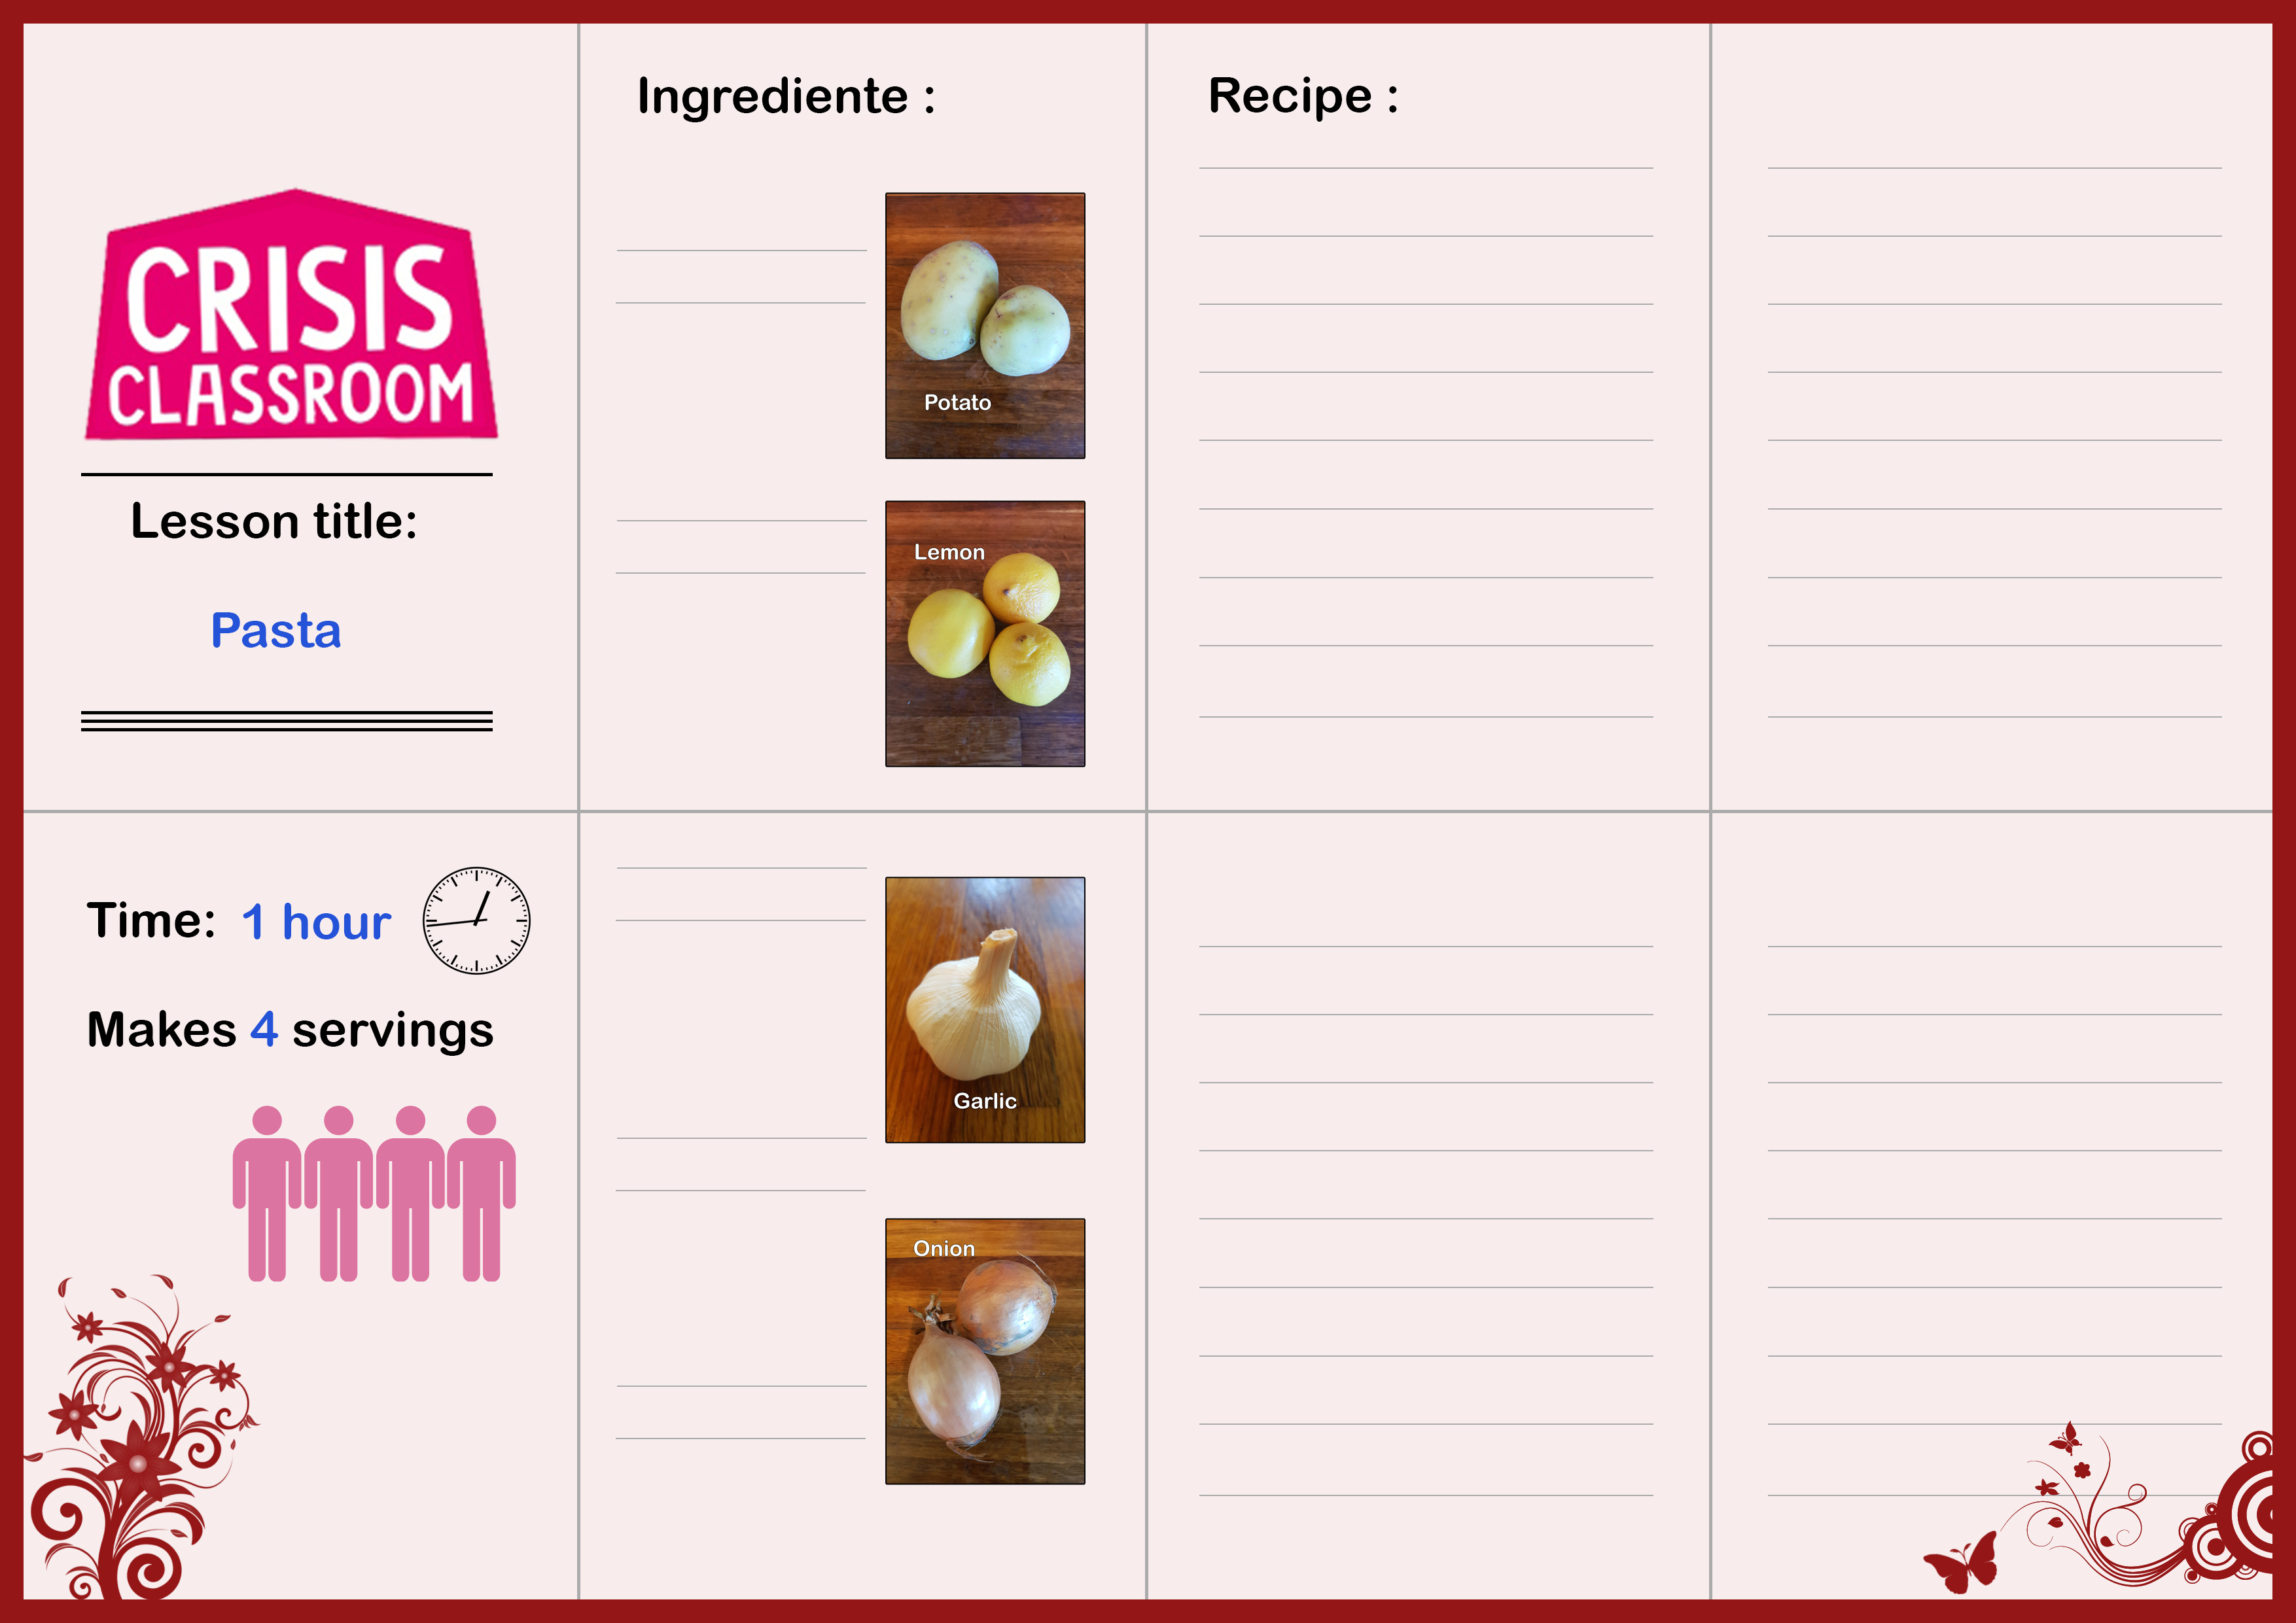 CRISIS
CLASSROOM
Lesson title:
Pasta
Ingrediente :
Potato
Lemon
Recipe :
Time: 1 hour
Makes 4 servings
Garlic
Onion